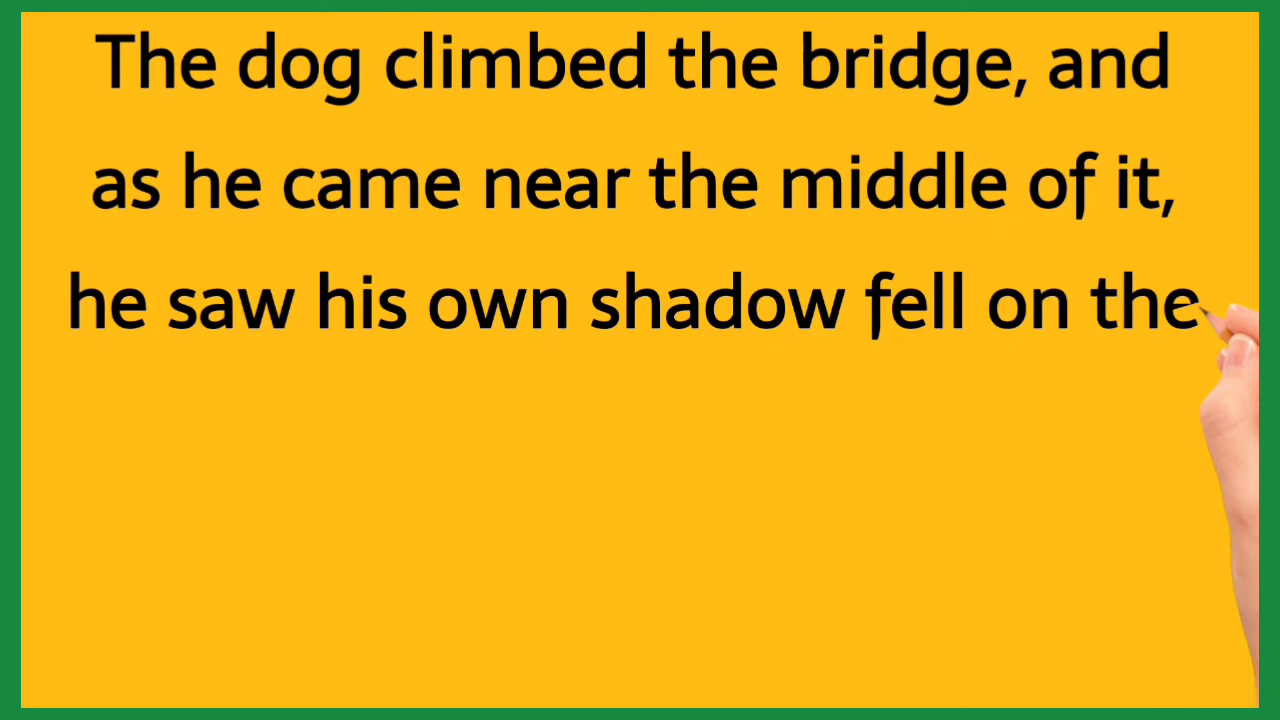 The dog climbed the bridge, and
as he came near the middle of it,
he saw his own shadow fell on the